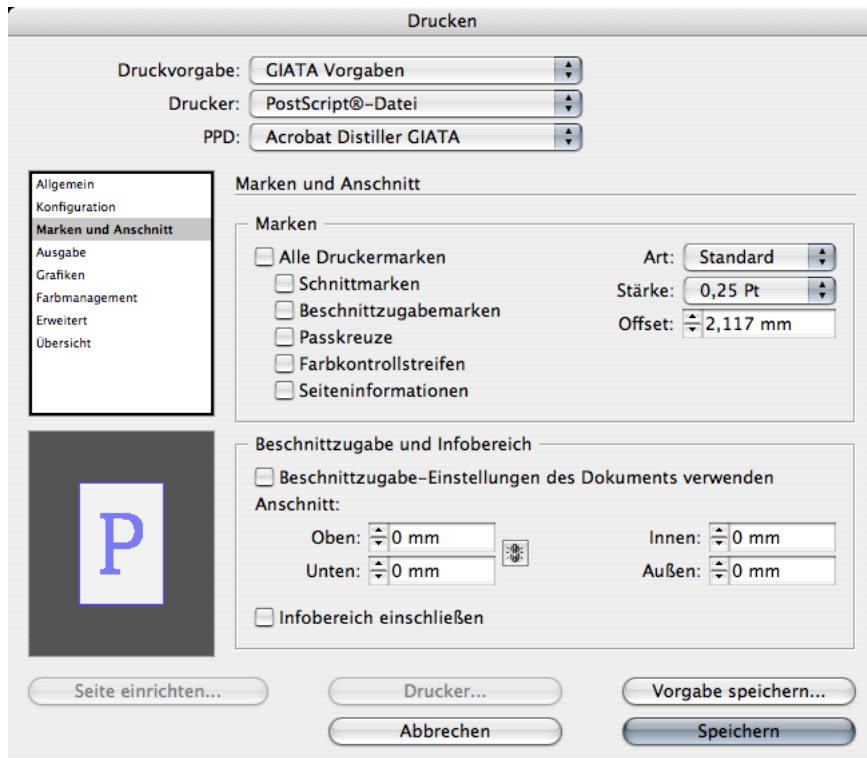 Drucken
Druckvorgabe: GIATA Vorgaben
Drucker: PostScript®-Datei
PPD: Acrobat Distiller GIATA
Allgemein
Konfiguration
Marken und Anschnitt
Ausgabe
Grafiken
Farbmanagement
Erweitert
Übersicht
Marken und Anschnitt
Marken
Alle Druckermarken
Schnittmarken
Beschnittzugabemarken
Passkreuze
Farbkontrollstreifen
Seiteninformationen
Art: Standard
Stärke: 0,25 Pt
Offset: 2,117 mm
P
Beschnittzugabe und Infobereich
Beschnittzugabe-Einstellungen des Dokuments verwenden
Anschnitt:
Oben: 0 mm
Innen: 0 mm
Unten: 0 mm
Außen: 0 mm
Infobereich einschließen
Seite einrichten...
Drucker...
Vorgabe speichern...
Abbrechen
Speichern